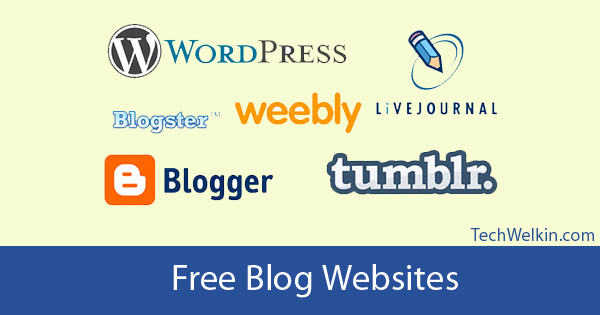 WORDPRESS
LiVEJOURNAL
Blogster™
weebly
Blogger
tumblr.
TechWelkin.com
Free Blog Websites